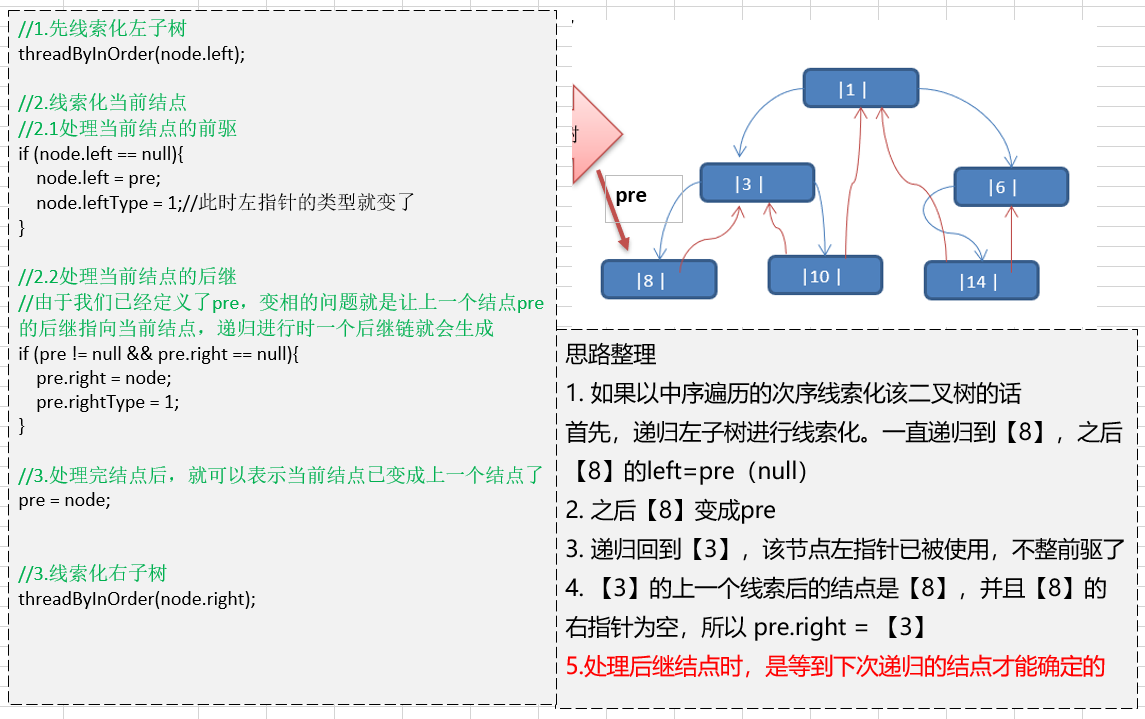 //1.先线索化左子树
threadByInOrder(node.left);
//2.线索化当前结点
//2.1处理当前结点的前驱
if (node.left == null){
node.left = pre;
node.leftType = 1;//此时左指针的类型就变了
}
//2.2处理当前结点的后继
//由于我们已经定义了pre，变相的问题就是让上一个结点pre
的后继指向当前结点，递归进行时一个后继链就会生成
if (pre != null && pre.right == null){
pre.right = node;
pre.rightType = 1;
}
//3.处理完结点后，就可以表示当前结点已变成上一个结点了
pre = node;
//3.线索化右子树
threadByInOrder(node.right);
|1 |
|3 |
|6 |
pre
|8 |
|10 |
|14 |
思路整理
1. 如果以中序遍历的次序线索化该二叉树的话
首先，递归左子树进行线索化。一直递归到【8】，之后
【8】的left=pre（null）
2. 之后【8】变成pre
3. 递归回到【3】，该节点左指针已被使用，不整前驱了
4. 【3】的上一个线索后的结点是【8】，并且【8】的
右指针为空，所以 pre.right = 【3】
5.处理后继结点时，是等到下次递归的结点才能确定的